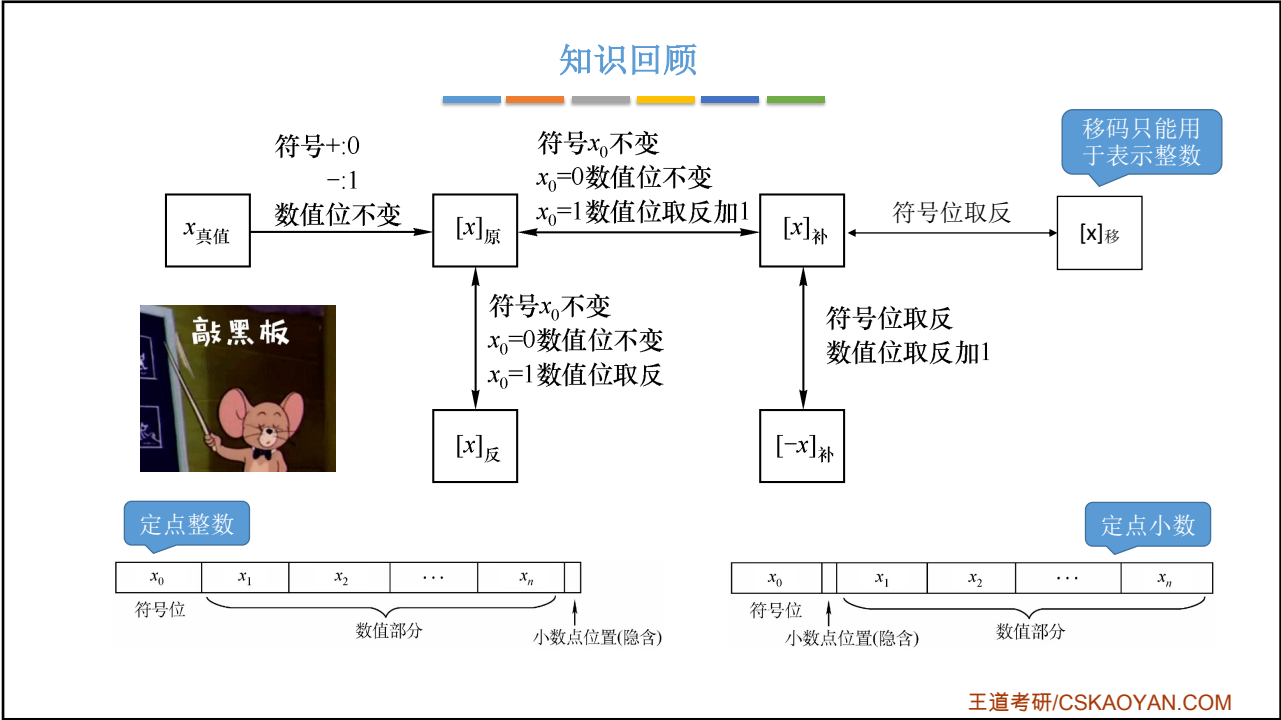 知识回顾
移码只能用
于表示整数
符号+:0
−:1
数值位不变
符号x₀不变
x₀=0数值位不变
x₀=1数值位取反加1
x真值
[x]原
[x]补
符号位取反
[x]移
敲黑板
符号x₀不变
x₀=0数值位不变
x₀=1数值位取反
符号位取反
数值位取反加1
[x]反
[−x]补
定点整数
x₀ x₁ x₂ ··· xₙ
符号位
数值部分
小数点位置(隐含)
定点小数
x₀ x₁ x₂ ··· xₙ
符号位
小数点位置(隐含)
数值部分
王道考研/CSKAOYAN.COM